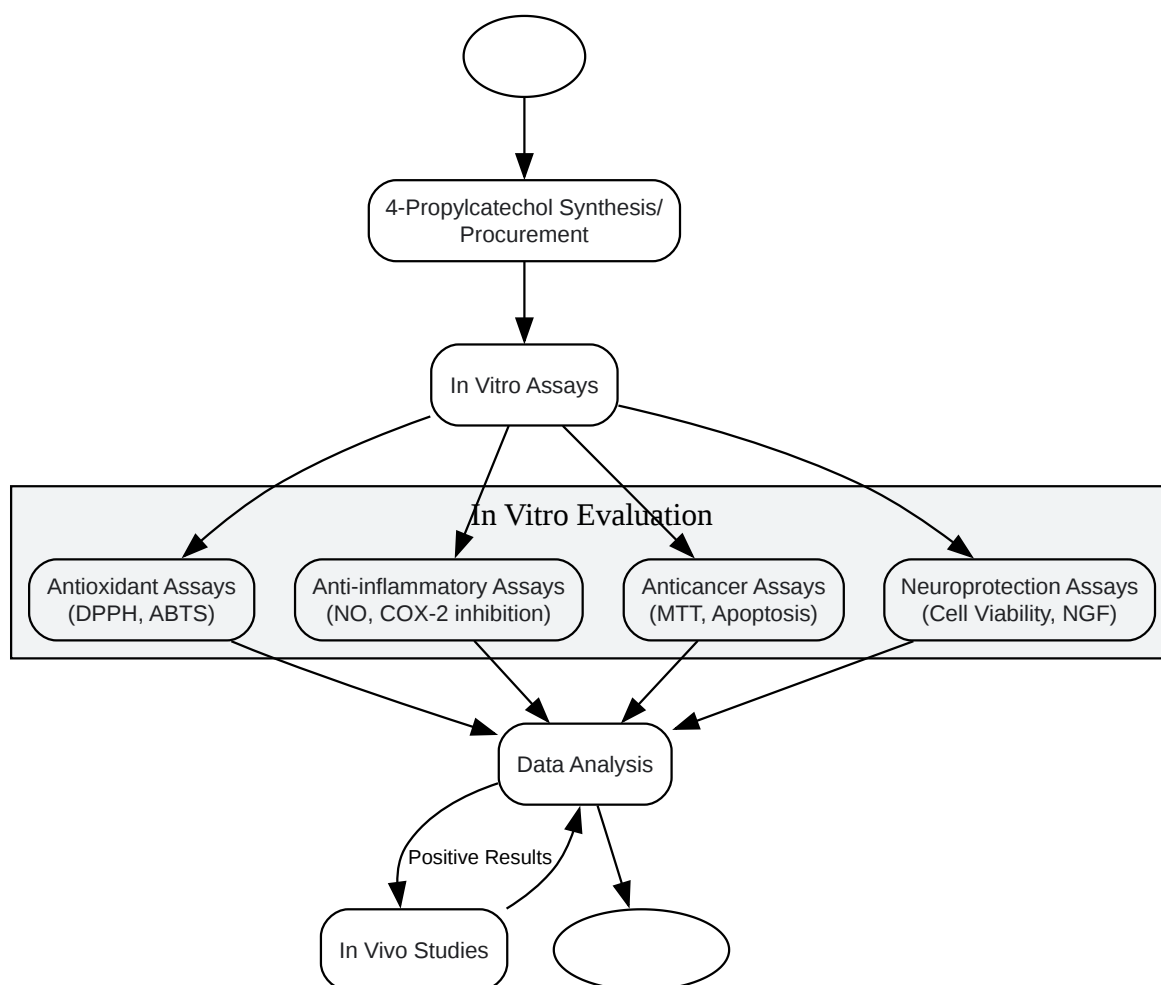 4-Propylcatechol Synthesis/
Procurement
In Vitro Assays
In Vitro Evaluation
Antioxidant Assays
(DPPH, ABTS)
Anti-inflammatory Assays
(NO, COX-2 inhibition)
Anticancer Assays
(MTT, Apoptosis)
Neuroprotection Assays
(Cell Viability, NGF)
Data Analysis
Positive Results
In Vivo Studies